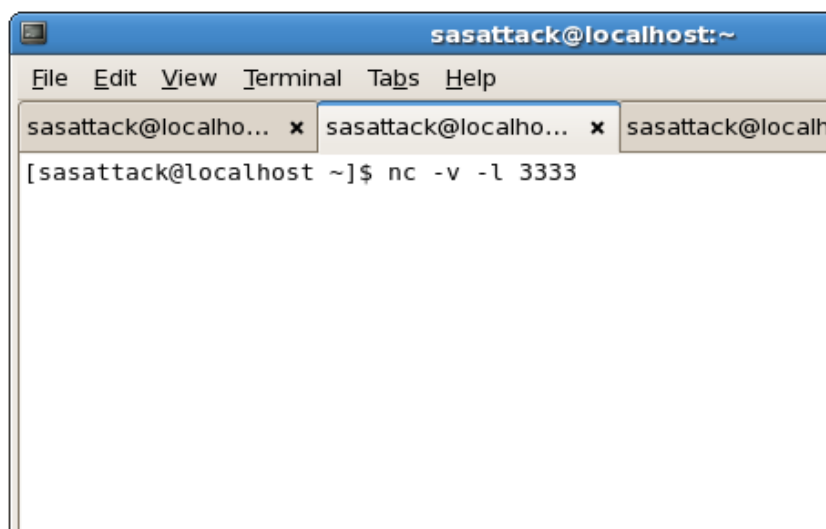 sasattack@localhost:~
File Edit View Terminal Tabs Help
sasattack@localho... × sasattack@localho... × sasattack@localh
[sasattack@localhost ~]$ nc -v -l 3333